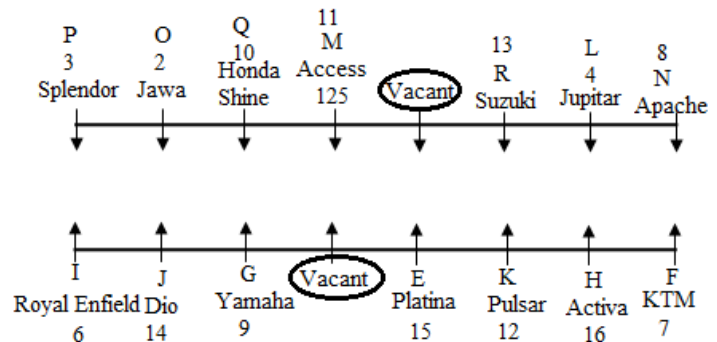 P O Q 11 M Vacant 13 R L 8 N
3 2 10 Access Suzuki 4 Apache
Splendor Jawa Honda Shine 125 Jupitar
I J G Vacant E K H F
Royal Enfield Dio Yamaha Platina Pulsar Activa KTM
6 14 9 15 12 16 7